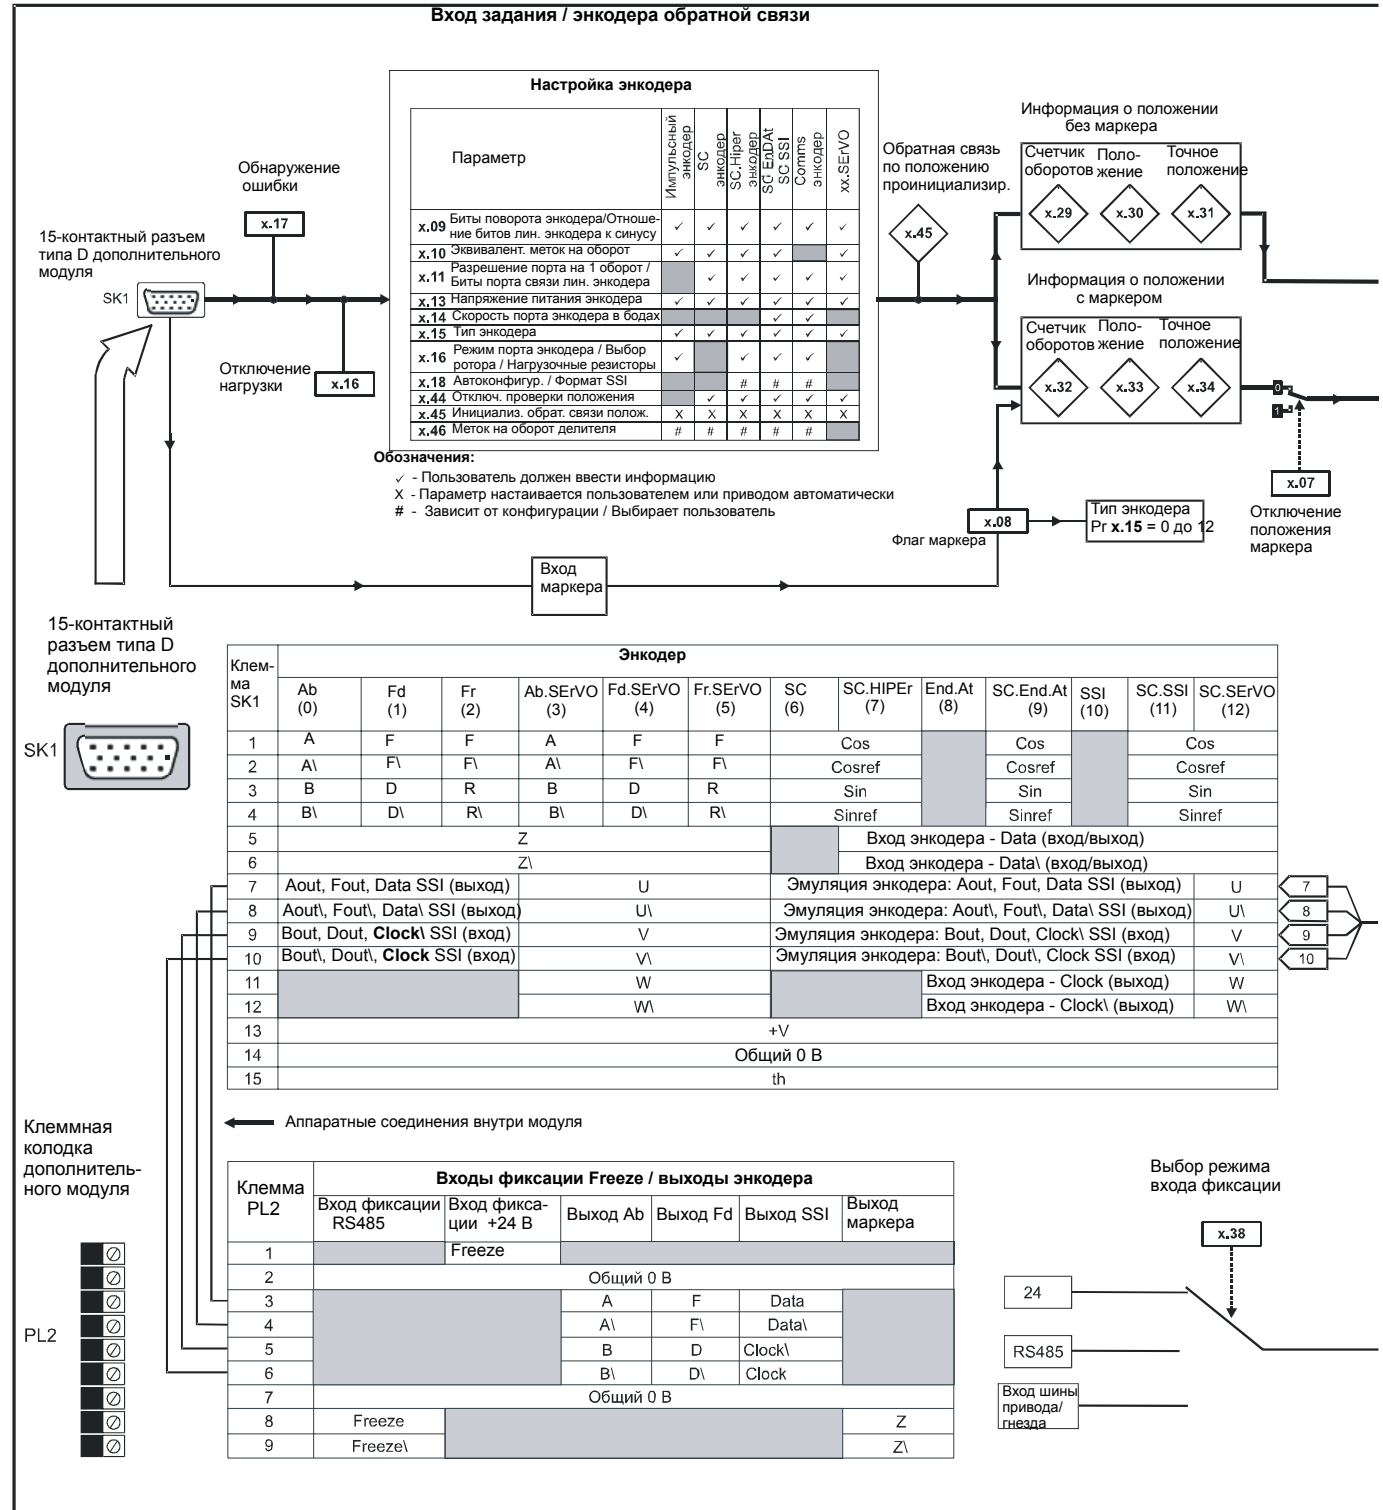 Вход задания / энкодера обратной связи
Настройка энкодера
Параметр
Импульсный энкодер
SC энкодер
SC.Hiper энкодер
SC EnDAt
SC SSI
Comms энкодер
xx.SErVO
x.09 Биты поворота энкодера/Отноше-
ние битов лин. энкодера к синусу ✓ ✓ ✓ ✓ ✓ ✓
x.10 Эквивалент. меток на оборот ✓ ✓ ✓ ✓ ✓
x.11 Разрешение порта на 1 оборот /
Биты порта связи лин. энкодера ✓ ✓ ✓ ✓ ✓
x.13 Напряжение питания энкодера ✓ ✓ ✓ ✓ ✓ ✓
x.14 Скорость порта энкодера в бодах ✓ ✓
x.15 Тип энкодера ✓ ✓ ✓ ✓ ✓ ✓
x.16 Режим порта энкодера / Выбор
ротора / Нагрузочные резисторы ✓ ✓ ✓ ✓
x.18 Автоконфигур. / Формат SSI # # #
x.44 Отключ. проверки положения ✓ ✓ ✓ ✓ ✓
x.45 Инициализ. обрат. связи полож. X X X X X X
x.46 Меток на оборот делителя # # # # #
Обозначения:
✓ - Пользователь должен ввести информацию
X - Параметр настаивается пользователем или приводом автоматически
# - Зависит от конфигурации / Выбирает пользователь
15-контактный разъем
типа D дополнительного
модуля
SK1
Обнаружение
ошибки
x.17
Отключение
нагрузки
x.16
Обратная связь
по положению
проинициализир.
x.45
Информация о положении
без маркера
Счетчик
оборотов
Поло-
жение
Точное
положение
x.29 x.30 x.31
Информация о положении
с маркером
Счетчик
оборотов
Поло-
жение
Точное
положение
x.32 x.33 x.34
0
1
x.07
Отключение
положения
маркера
x.08
Флаг маркера
Тип энкодера
Pr x.15 = 0 до 12
Вход
маркера
15-контактный
разъем типа D
дополнительного
модуля
SK1
Клем-
ма
SK1
Энкодер
Ab
(0)
Fd
(1)
Fr
(2)
Ab.SErVO
(3)
Fd.SErVO
(4)
Fr.SErVO
(5)
SC
(6)
SC.HIPEr
(7)
End.At
(8)
SC.End.At
(9)
SSI
(10)
SC.SSI
(11)
SC.SErVO
(12)
1 A F F A F F Cos Cos Cos
2 A\ F\ F\ A\ F\ F\ Cosref Cosref Cosref
3 B D R B D R Sin Sin Sin
4 B\ D\ R\ B\ D\ R\ Sinref Sinref Sinref
5 Z Вход энкодера - Data (вход/выход)
6 Z\ Вход энкодера - Data\ (вход/выход)
7 Aout, Fout, Data SSI (выход) U Эмуляция энкодера: Aout, Fout, Data SSI (выход) U 7
8 Aout\, Fout\, Data\ SSI (выход) U\ Эмуляция энкодера: Aout\, Fout\, Data\ SSI (выход) U\ 8
9 Bout, Dout, Clock\ SSI (вход) V Эмуляция энкодера: Bout, Dout, Clock\ SSI (вход) V 9
10 Bout\, Dout\, Clock SSI (вход) V\ Эмуляция энкодера: Bout\, Dout\, Clock SSI (вход) V\ 10
11 W Вход энкодера - Clock (выход) W
12 W\ Вход энкодера - Clock\ (выход) W\
13 +V
14 Общий 0 В
15 th
Аппаратные соединения внутри модуля
Клеммная
колодка
дополнитель-
ного модуля
PL2
Клемма
PL2
Входы фиксации Freeze / выходы энкодера
Вход фиксации
RS485
Вход фикса-
ции +24 В
Выход Ab
Выход Fd
Выход SSI
Выход
маркера
1 Freeze
2 Общий 0 В
3 A F Data
4 A\ F\ Data\
5 B D Clock\
6 B\ D\ Clock
7 Общий 0 В
8 Freeze Z
9 Freeze\ Z\
Выбор режима
входа фиксации
x.38
24
RS485
Вход шины
привода/
гнезда